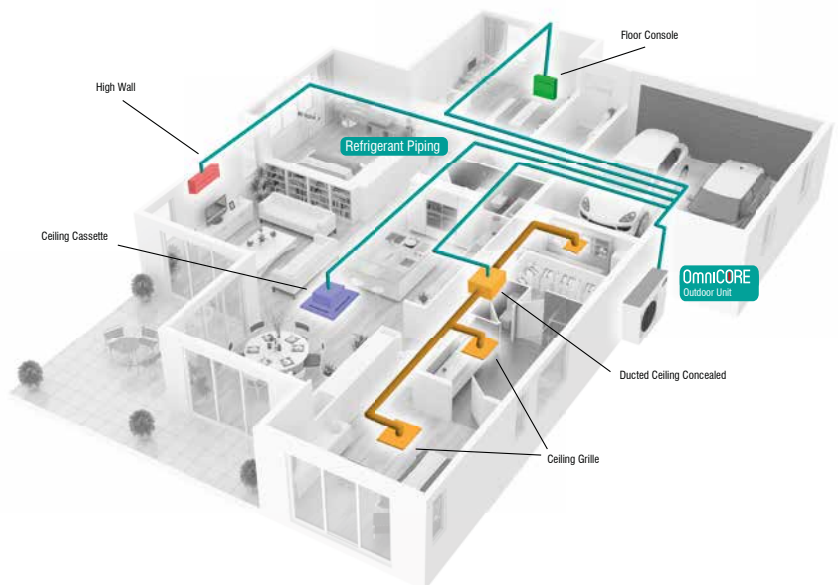 Floor Console
High Wall
Refrigerant Piping
Ceiling Cassette
OmniCORE
Outdoor Unit
Ducted Ceiling Concealed
Ceiling Grille